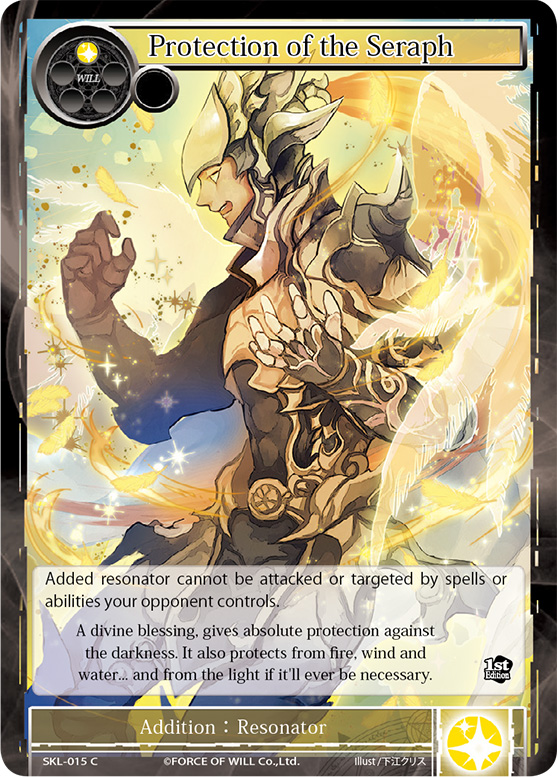 Protection of the Seraph
WILL
Added resonator cannot be attacked or targeted by spells or
abilities your opponent controls.
A divine blessing, gives absolute protection against
the darkness. It also protects from fire, wind and
water... and from the light if it'll ever be necessary.
1st
Edition
Addition : Resonator
SKL-015 C ©FORCE OF WILL Co.,Ltd. Illust/下江クリス